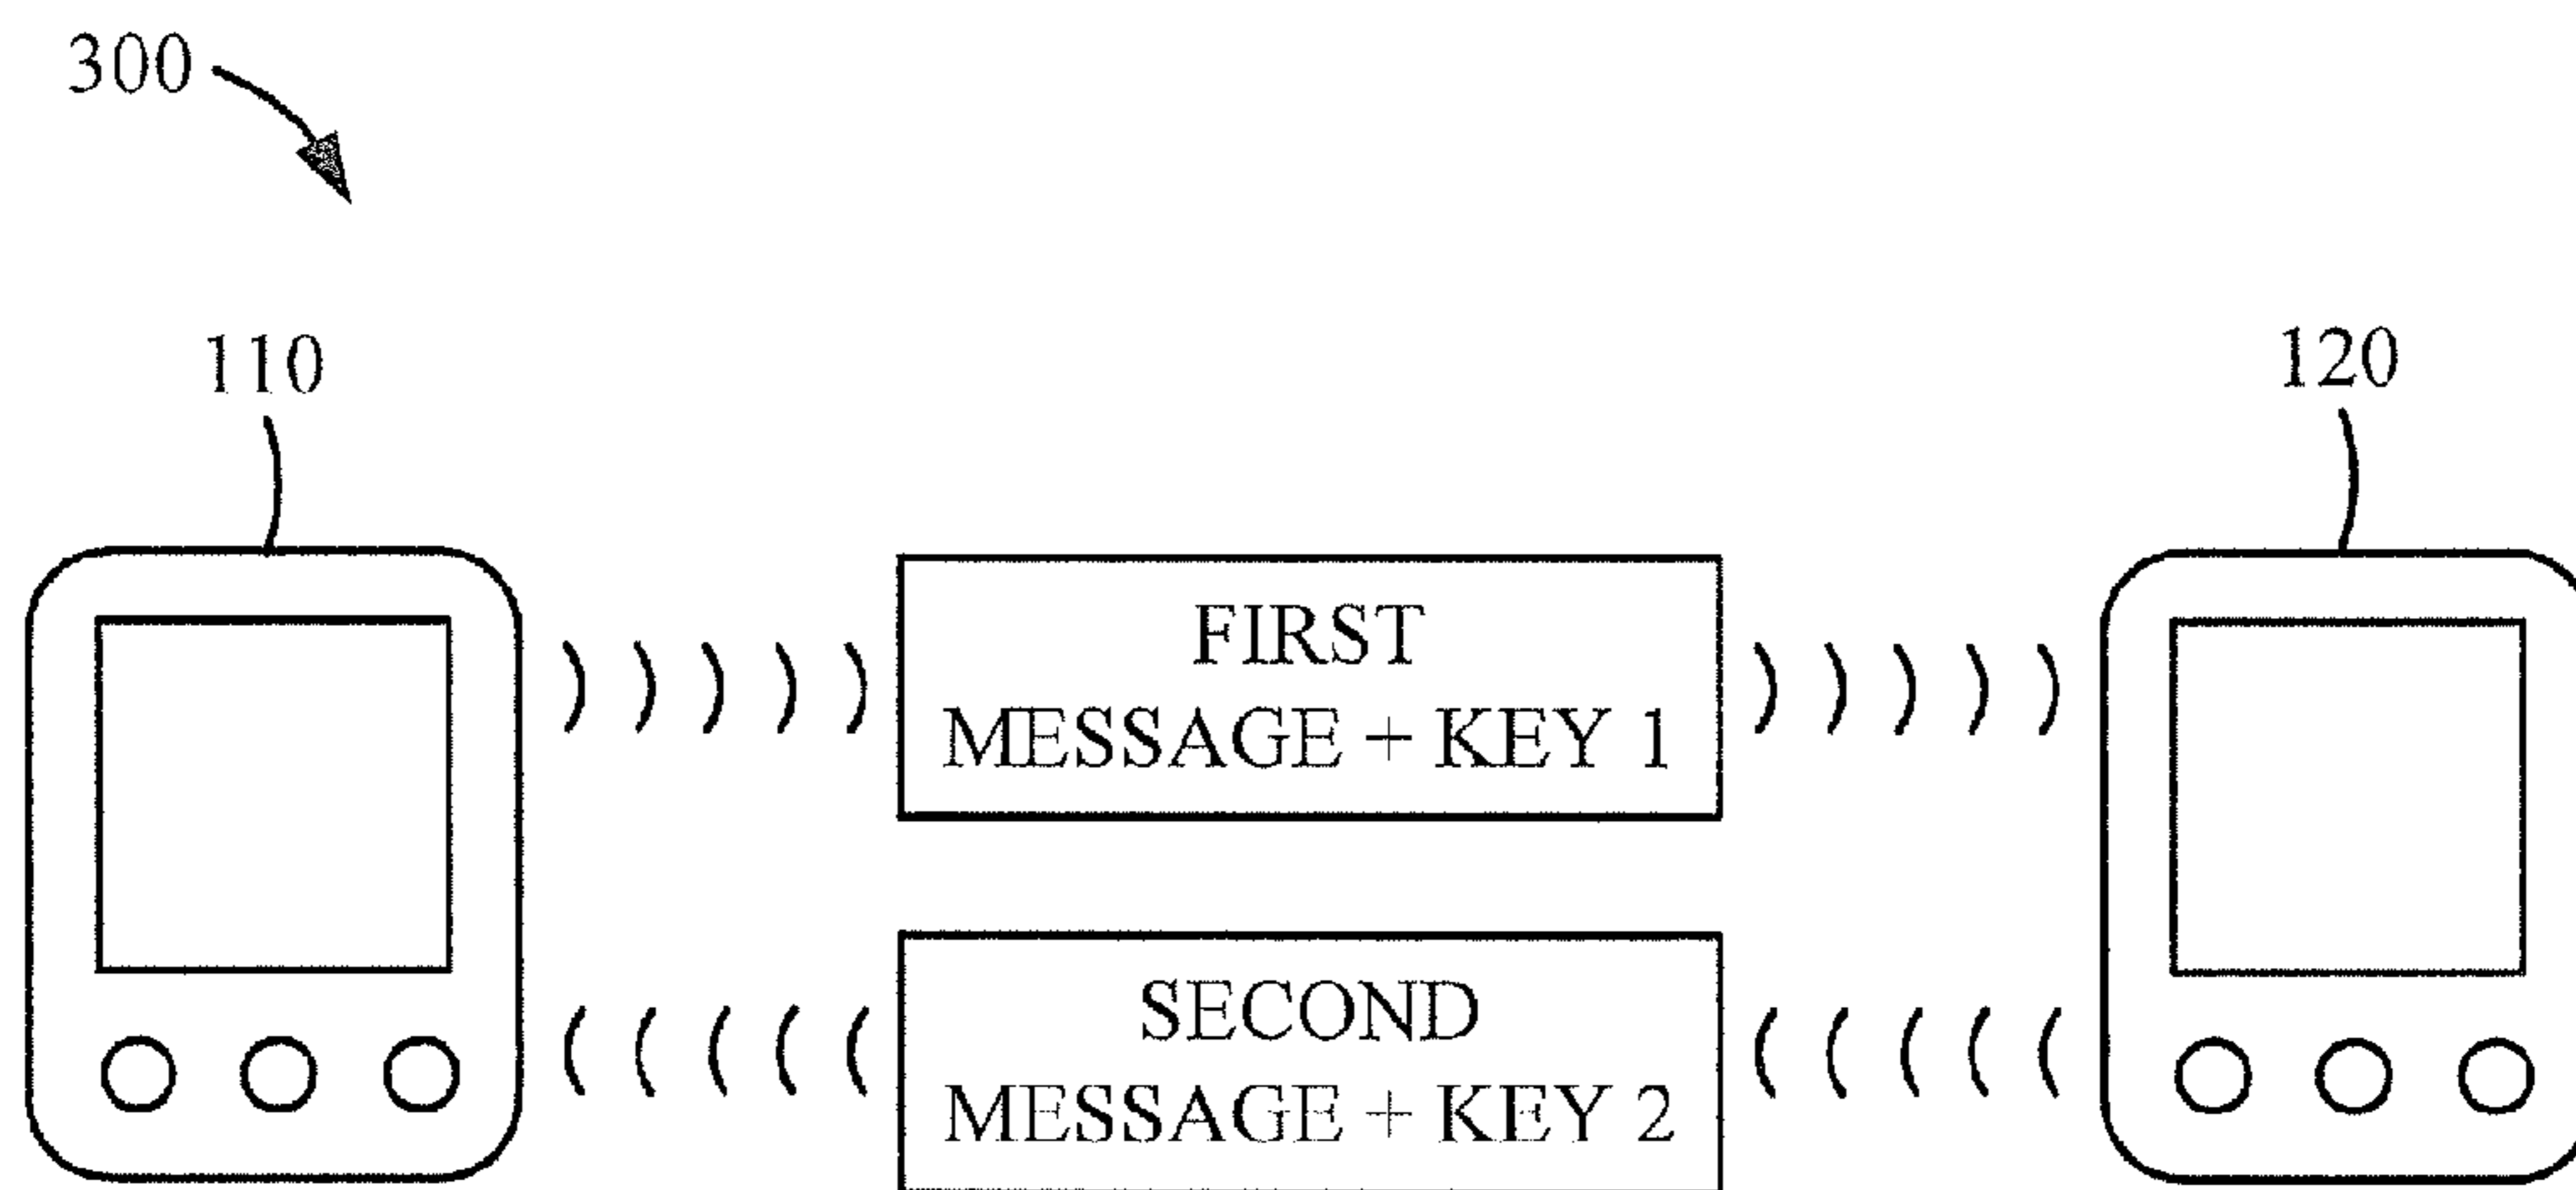 300
110
120
FIRST
MESSAGE + KEY 1
SECOND
MESSAGE + KEY 2